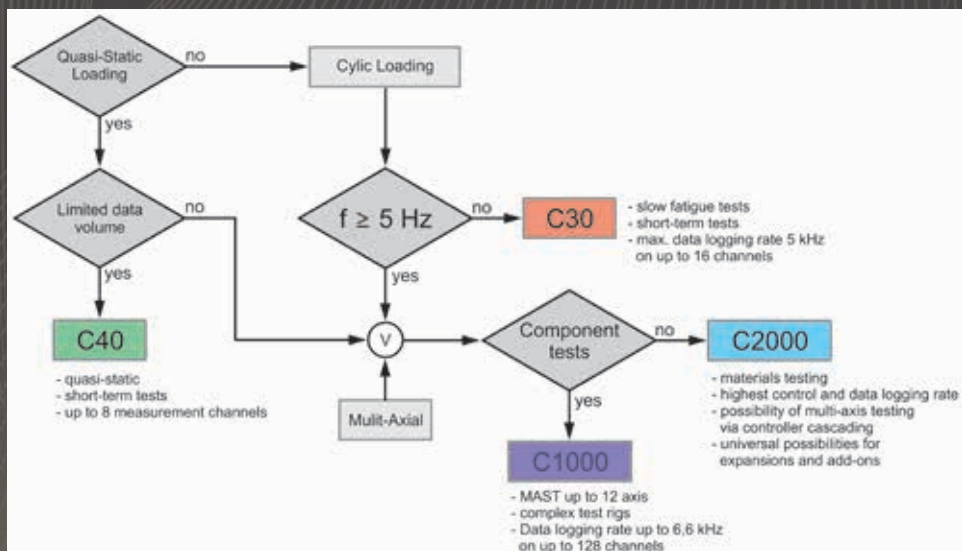 Quasi-Static
Loading
no
Cylic Loading
yes
Limited data
volume
no
f ≥ 5 Hz
no
C30
- slow fatigue tests
- short-term tests
- max. data logging rate 5 kHz
on up to 16 channels
yes
yes
C40
- quasi-static
- short-term tests
- up to 8 measurement channels
V
Mulit-Axial
Component
tests
no
C2000
- materials testing
- highest control and data logging rate
- possibility of multi-axis testing
via controller cascading
- universal possibilities for
expansions and add-ons
yes
C1000
- MAST up to 12 axis
- complex test rigs
- Data logging rate up to 6,6 kHz
on up to 128 channels